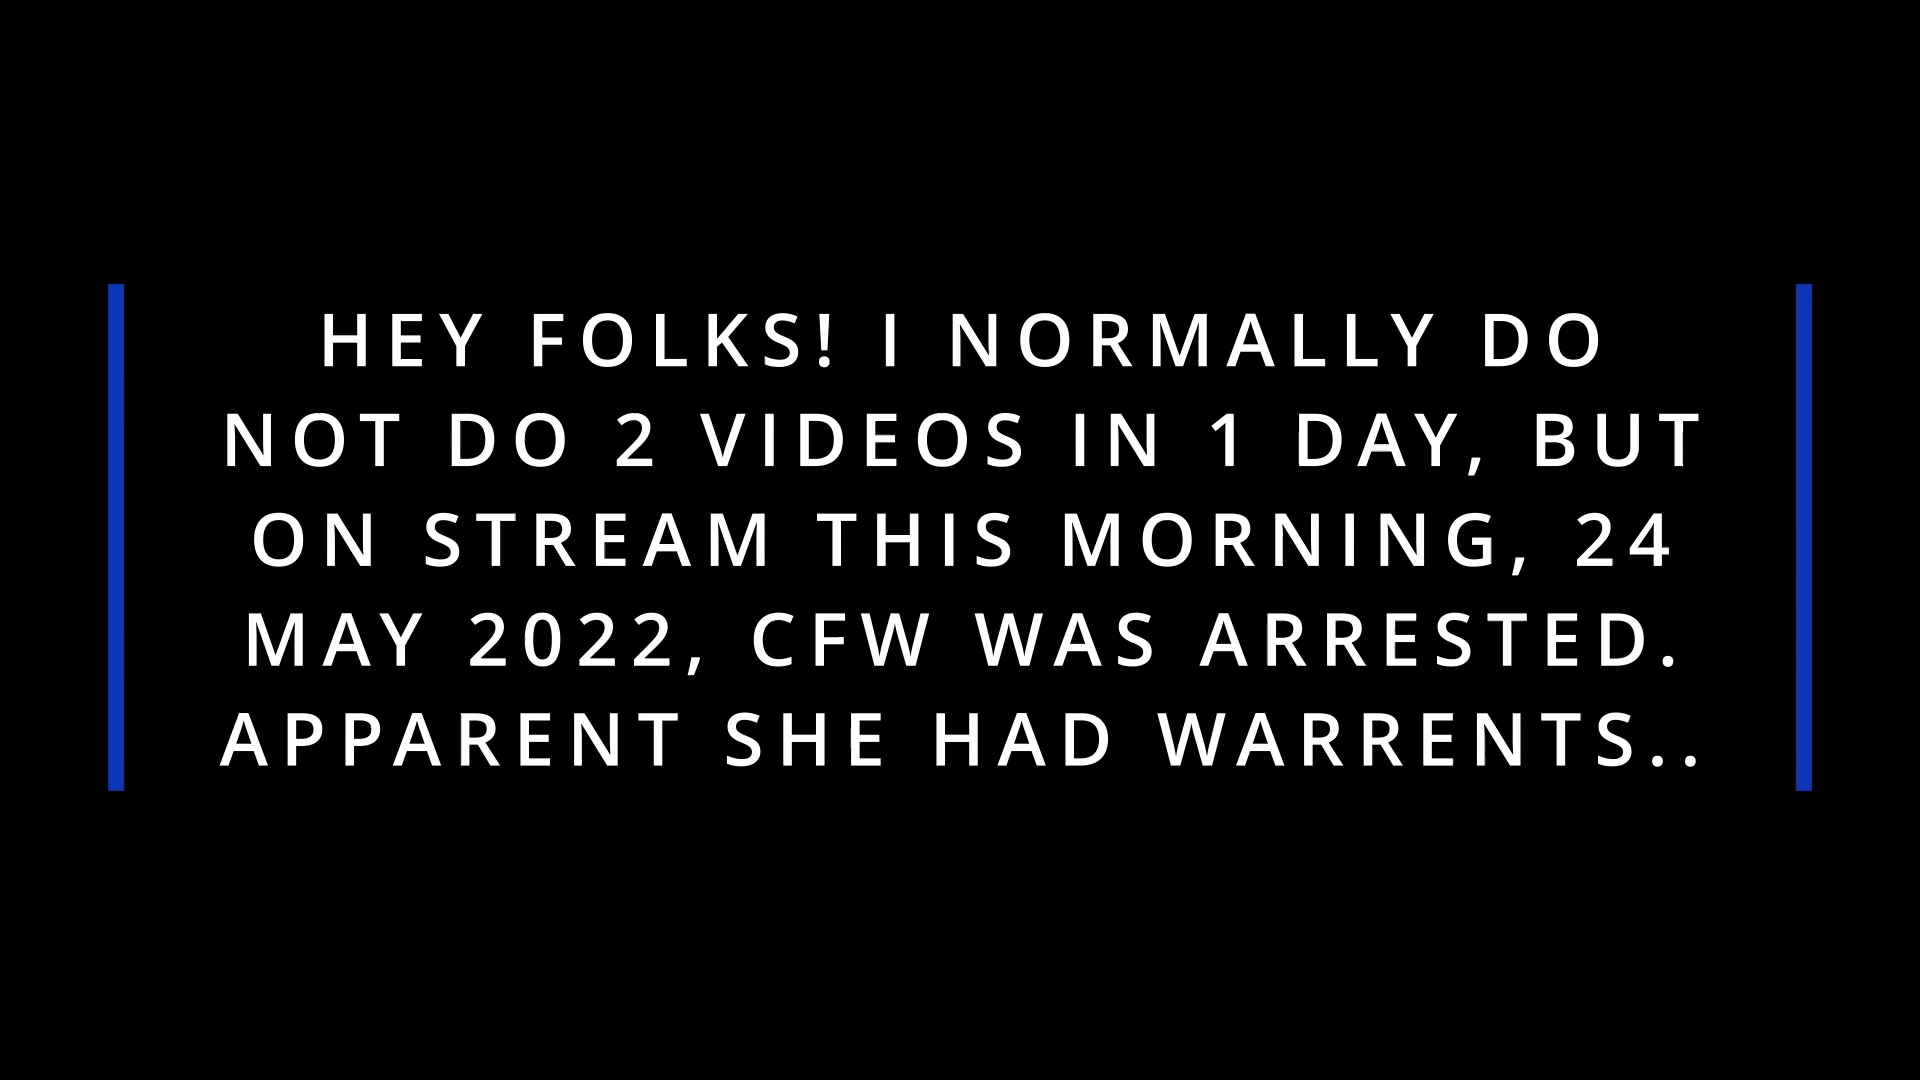 HEY FOLKS! I NORMALLY DO
NOT DO 2 VIDEOS IN 1 DAY, BUT
ON STREAM THIS MORNING, 24
MAY 2022, CFW WAS ARRESTED.
APPARENT SHE HAD WARRENTS..